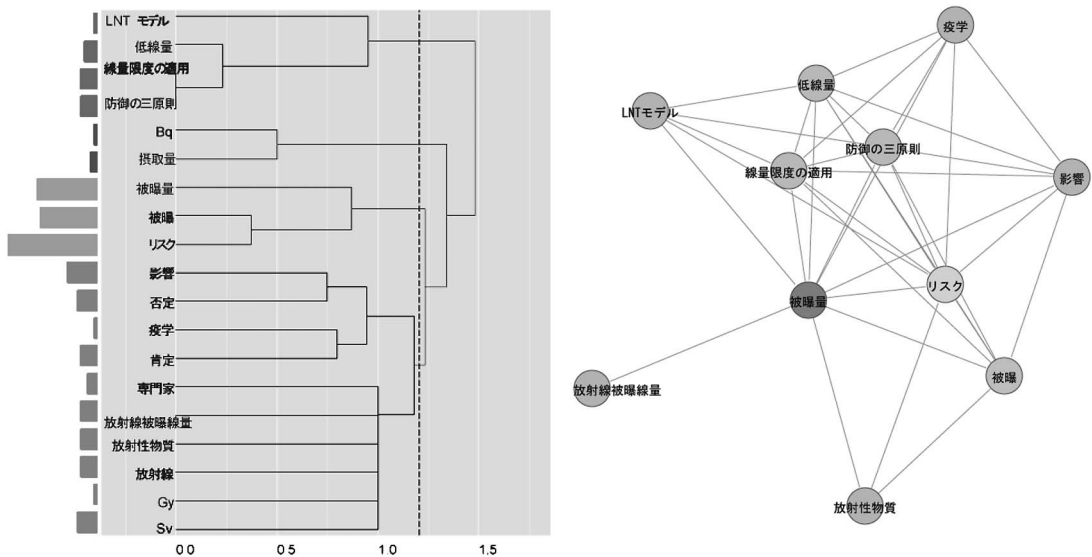 LNT モデル
低線量
線量限度の適用
防御の三原則
Bq
摂取量
被曝量
被曝
リスク
影響
否定
疫学
肯定
専門家
放射線被曝線量
放射性物質
放射線
Gy
Sv
0 0
0 5
1.0
1.5
疫学
低線量
LNTモデル
防御の三原則
線量限度の適用
影響
リスク
被曝量
被曝
放射線被曝線量
放射性物質